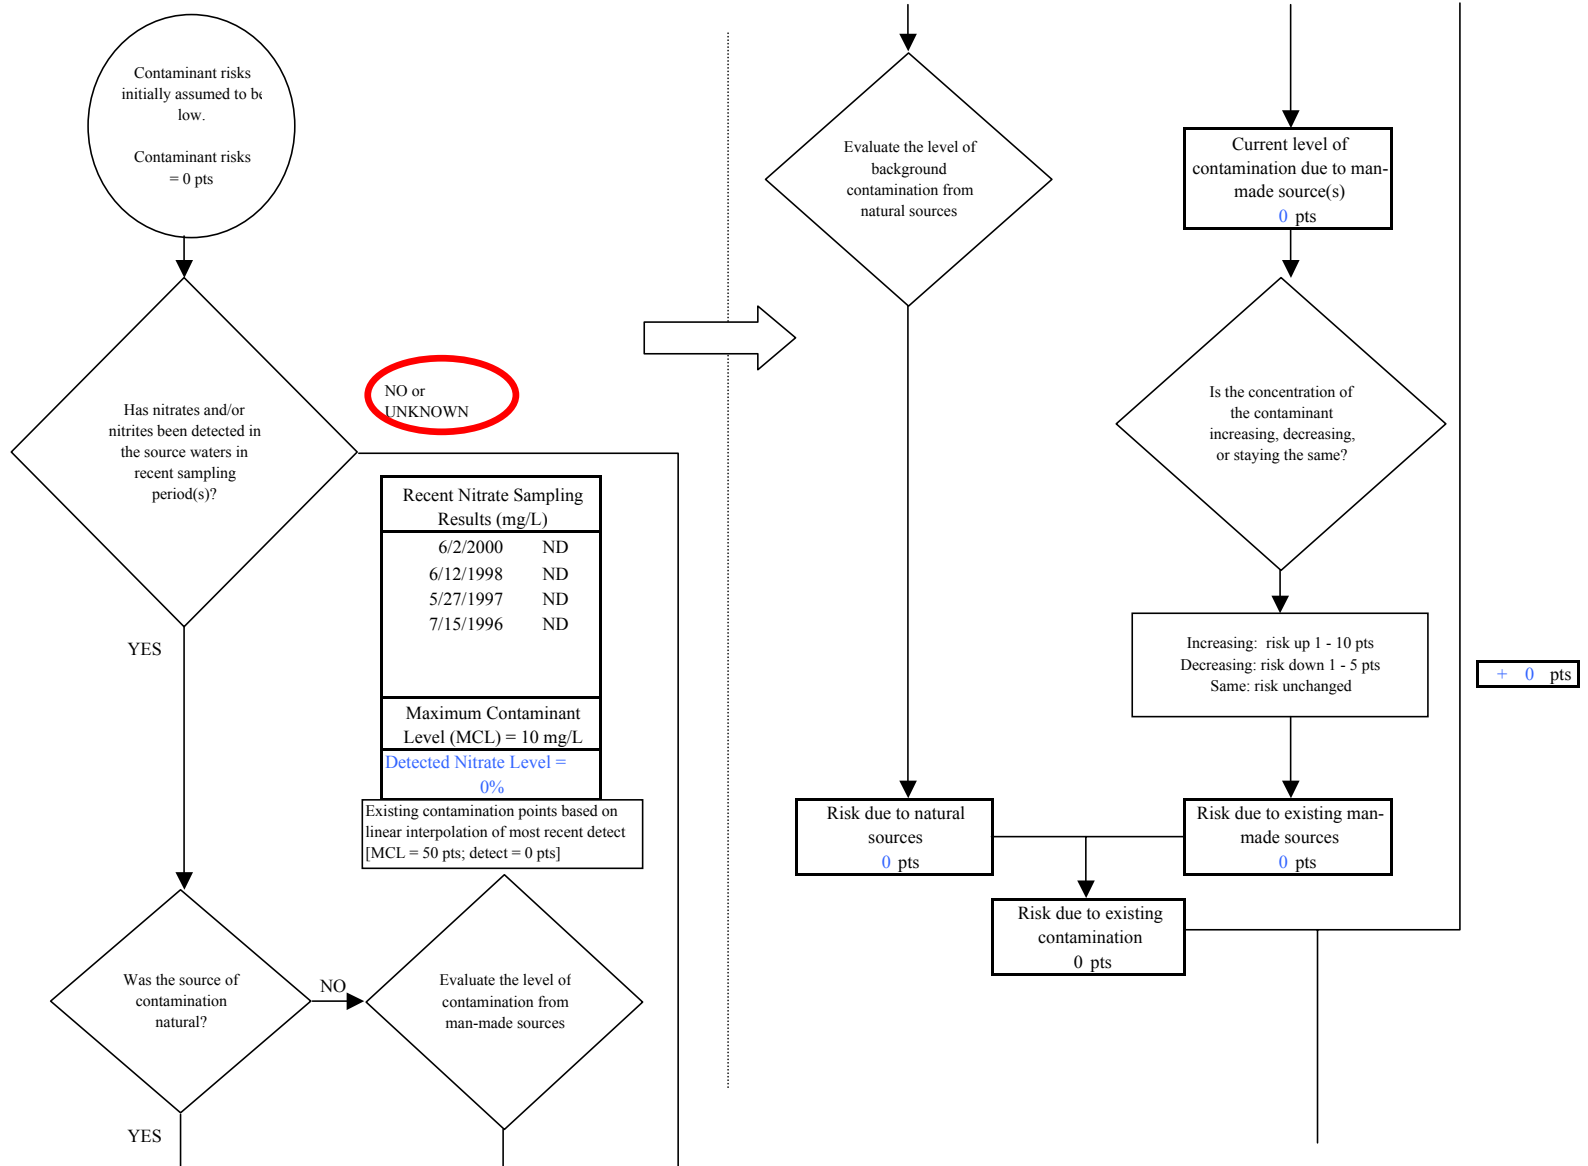 Contaminant risks
initially assumed to be
low.
Contaminant risks
= 0 pts
Has nitrates and/or
nitrites been detected in
the source waters in
recent sampling
period(s)?
NO or
UNKNOWN
YES
Recent Nitrate Sampling
Results (mg/L)
6/2/2000 ND
6/12/1998 ND
5/27/1997 ND
7/15/1996 ND
Maximum Contaminant
Level (MCL) = 10 mg/L
Detected Nitrate Level =
0%
Existing contamination points based on
linear interpolation of most recent detect
[MCL = 50 pts; detect = 0 pts]
Was the source of
contamination
natural?
NO
YES
Evaluate the level of
contamination from
man-made sources
Evaluate the level of
background
contamination from
natural sources
Current level of
contamination due to man-
made source(s)
0 pts
Is the concentration of
the contaminant
increasing, decreasing,
or staying the same?
Increasing: risk up 1 - 10 pts
Decreasing: risk down 1 - 5 pts
Same: risk unchanged
+ 0 pts
Risk due to natural
sources
0 pts
Risk due to existing man-
made sources
0 pts
Risk due to existing
contamination
0 pts